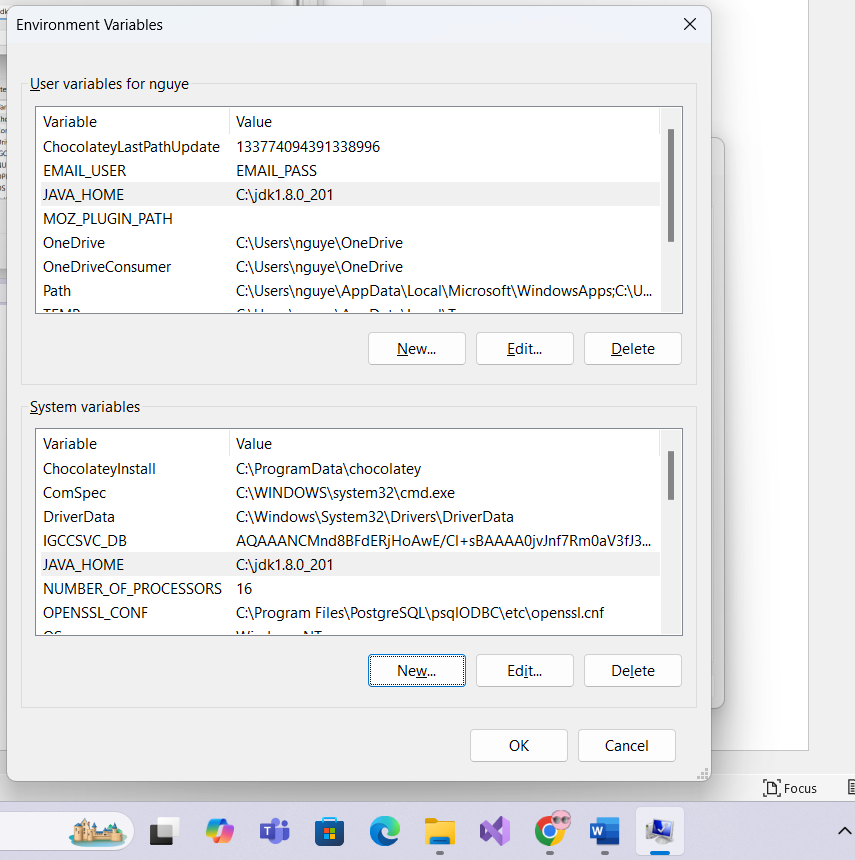 Environment Variables
User variables for nguye
Variable Value
ChocolateyLastPathUpdate 133774094391338996
EMAIL_USER EMAIL_PASS
JAVA_HOME C:\jdk1.8.0_201
MOZ_PLUGIN_PATH
OneDrive C:\Users\nguye\OneDrive
OneDriveConsumer C:\Users\nguye\OneDrive
Path C:\Users\nguye\AppData\Local\Microsoft\WindowsApps;C:\U...
New... Edit... Delete
System variables
Variable Value
ChocolateyInstall C:\ProgramData\chocolatey
ComSpec C:\WINDOWS\system32\cmd.exe
DriverData C:\Windows\System32\Drivers\DriverData
IGCCSVC_DB AQAAANCMnd8BFdERjHoAwE/Cl+sBAAAA0jvJnf7Rm0aV3fJ3...
JAVA_HOME C:\jdk1.8.0_201
NUMBER_OF_PROCESSORS 16
OPENSSL_CONF C:\Program Files\PostgreSQL\psqlODBC\etc\openssl.cnf
New... Edit... Delete
OK Cancel
Focus